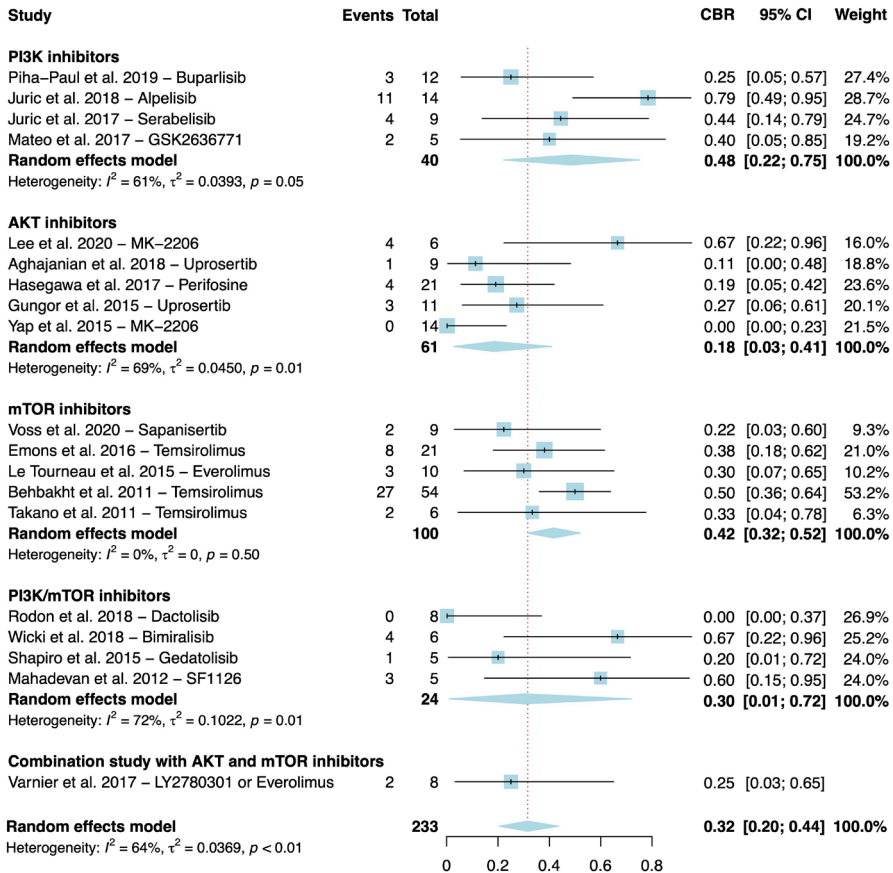 Study Events Total CBR 95% CI Weight
PI3K inhibitors
Piha−Paul et al. 2019 − Buparlisib 3 12 0.25 [0.05; 0.57] 27.4%
Juric et al. 2018 − Alpelisib 11 14 0.79 [0.49; 0.95] 28.7%
Juric et al. 2017 − Serabelisib 4 9 0.44 [0.14; 0.79] 24.7%
Mateo et al. 2017 − GSK2636771 2 5 0.40 [0.05; 0.85] 19.2%
Random effects model 40 0.48 [0.22; 0.75] 100.0%
Heterogeneity: I² = 61%, τ² = 0.0393, p = 0.05
AKT inhibitors
Lee et al. 2020 − MK−2206 4 6 0.67 [0.22; 0.96] 16.0%
Aghajanian et al. 2018 − Uprosertib 1 9 0.11 [0.00; 0.48] 18.8%
Hasegawa et al. 2017 − Perifosine 4 21 0.19 [0.05; 0.42] 23.6%
Gungor et al. 2015 − Uprosertib 3 11 0.27 [0.06; 0.61] 20.1%
Yap et al. 2015 − MK−2206 0 14 0.00 [0.00; 0.23] 21.5%
Random effects model 61 0.18 [0.03; 0.41] 100.0%
Heterogeneity: I² = 69%, τ² = 0.0450, p = 0.01
mTOR inhibitors
Voss et al. 2020 − Sapanisertib 2 9 0.22 [0.03; 0.60] 9.3%
Emons et al. 2016 − Temsirolimus 8 21 0.38 [0.18; 0.62] 21.0%
Le Tourneau et al. 2015 − Everolimus 3 10 0.30 [0.07; 0.65] 10.2%
Behbakht et al. 2011 − Temsirolimus 27 54 0.50 [0.36; 0.64] 53.2%
Takano et al. 2011 − Temsirolimus 2 6 0.33 [0.04; 0.78] 6.3%
Random effects model 100 0.42 [0.32; 0.52] 100.0%
Heterogeneity: I² = 0%, τ² = 0, p = 0.50
PI3K/mTOR inhibitors
Rodon et al. 2018 − Dactolisib 0 8 0.00 [0.00; 0.37] 26.9%
Wicki et al. 2018 − Bimiralisib 4 6 0.67 [0.22; 0.96] 25.2%
Shapiro et al. 2015 − Gedatolisib 1 5 0.20 [0.01; 0.72] 24.0%
Mahadevan et al. 2012 − SF1126 3 5 0.60 [0.15; 0.95] 24.0%
Random effects model 24 0.30 [0.01; 0.72] 100.0%
Heterogeneity: I² = 72%, τ² = 0.1022, p = 0.01
Combination study with AKT and mTOR inhibitors
Varnier et al. 2017 − LY2780301 or Everolimus 2 8 0.25 [0.03; 0.65]
Random effects model 233 0.32 [0.20; 0.44] 100.0%
Heterogeneity: I² = 64%, τ² = 0.0369, p < 0.01
0 0.2 0.4 0.6 0.8